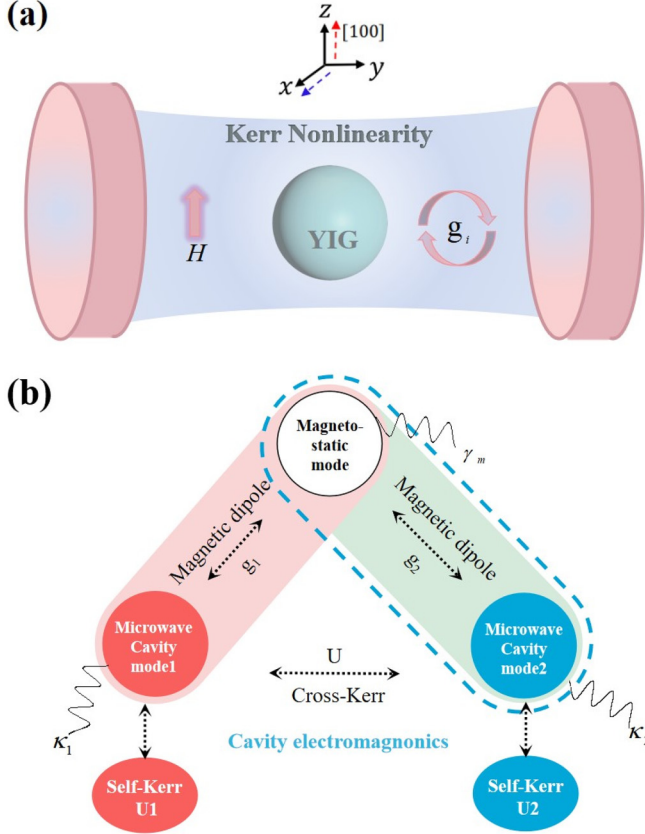 (a)
z
[100]
x
y
Kerr Nonlinearity
H
YIG
g i
(b)
Magneto-
static
mode
γ m
Magnetic dipole
g1
Magnetic dipole
g2
Microwave
Cavity
mode1
U
Cross-Kerr
Microwave
Cavity
mode2
κ1
Cavity electromagnonics
Self-Kerr
U1
Self-Kerr
U2